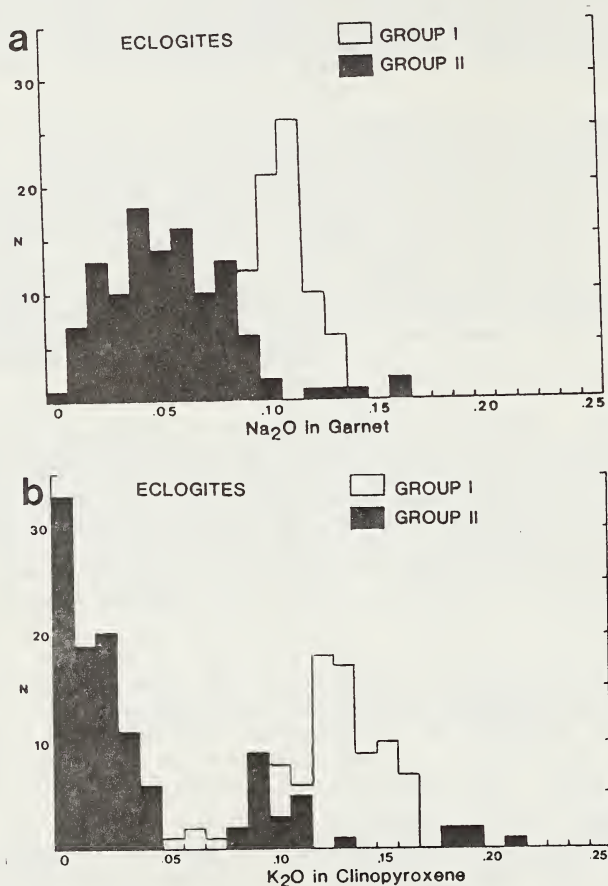 a
ECLOGITES
GROUP I
GROUP II
30
20
N
10
0 .05 .10 .15 .20 .25
Na2O in Garnet
b
ECLOGITES
GROUP I
GROUP II
30
20
N
10
0 .05 .10 .15 .20 .25
K2O in Clinopyroxene